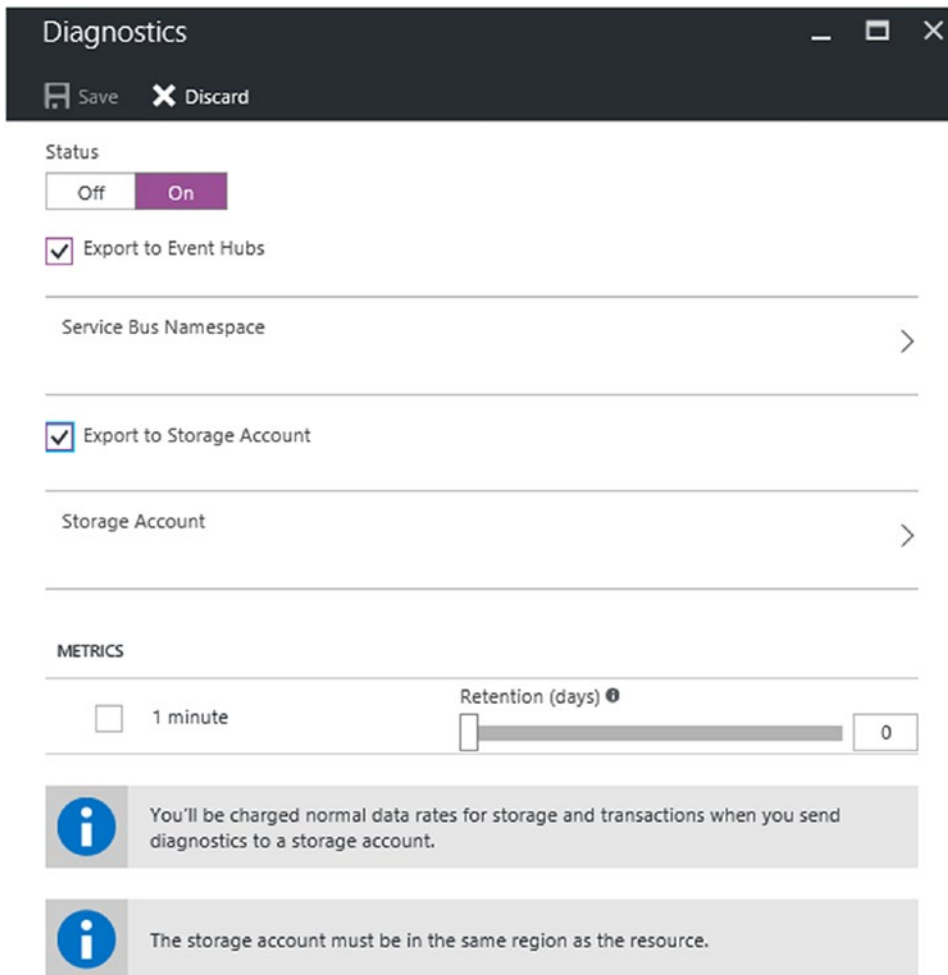 Diagnostics
Save Discard
Status
Off On
Export to Event Hubs
Service Bus Namespace
Export to Storage Account
Storage Account
METRICS
Retention (days)
1 minute
0
You'll be charged normal data rates for storage and transactions when you send
diagnostics to a storage account.
The storage account must be in the same region as the resource.